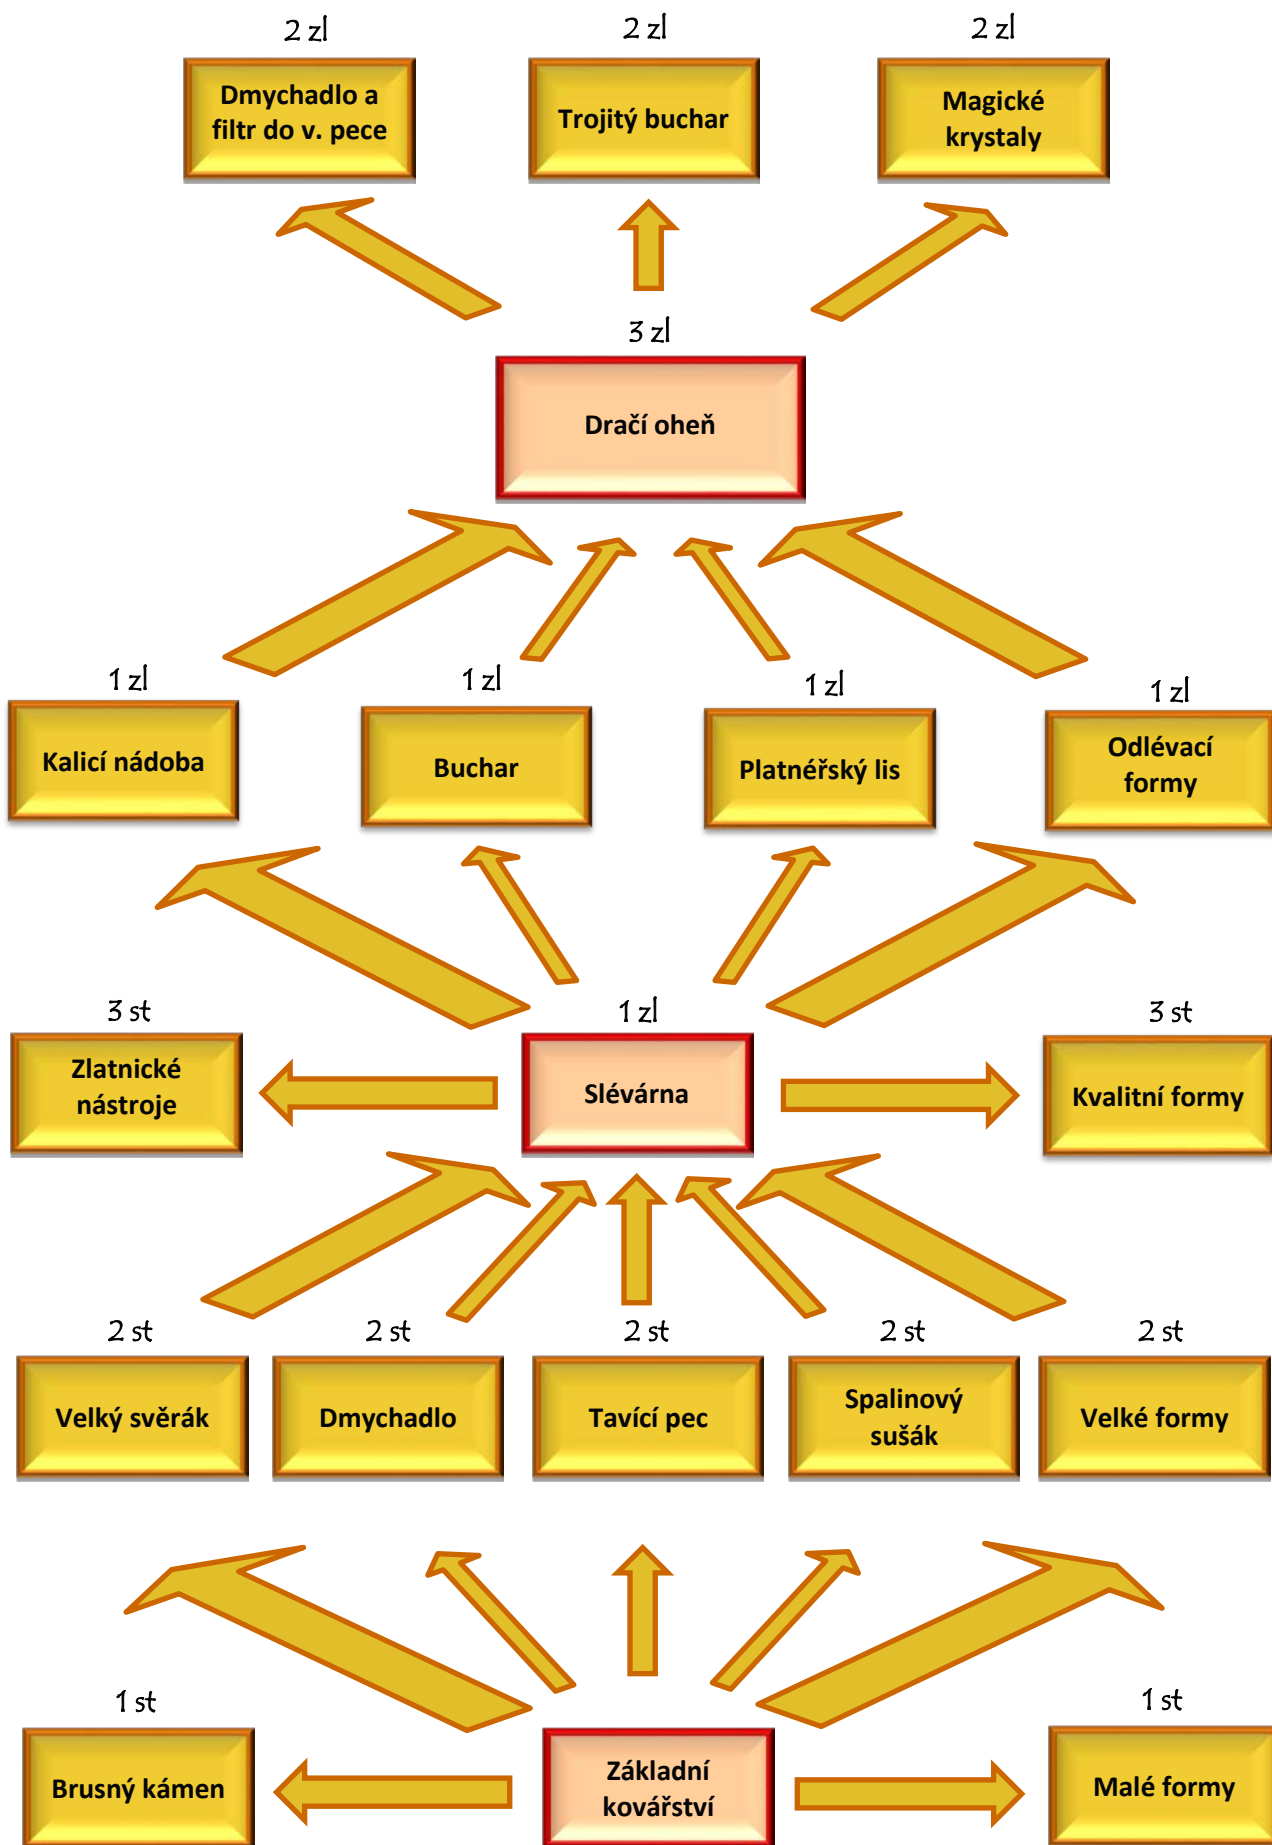 2 zl
2 zl
2 zl
Dmychadlo a
filtr do v. pece
Trojitý buchar
Magické
krystaly
3 zl
Dračí oheň
1 zl
1 zl
1 zl
1 zl
Kalicí nádoba
Buchar
Platnéřský lis
Odlévací
formy
3 st
1 zl
3 st
Zlatnické
nástroje
Slévárna
Kvalitní formy
2 st
2 st
2 st
2 st
2 st
Velký svěrák
Dmychadlo
Tavící pec
Spalinový
sušák
Velké formy
1 st
1 st
Brusný kámen
Základní
kovářství
Malé formy